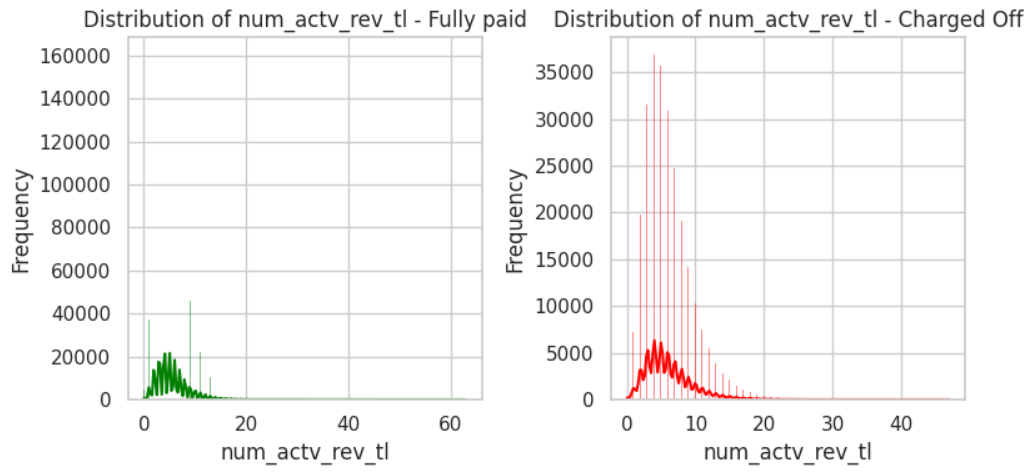 Distribution of num_actv_rev_tl - Fully paid
160000
140000
120000
100000
80000
60000
40000
20000
0
Frequency
0 20 40 60
num_actv_rev_tl
Distribution of num_actv_rev_tl - Charged Off
35000
30000
25000
20000
15000
10000
5000
0
Frequency
0 20 40
num_actv_rev_tl